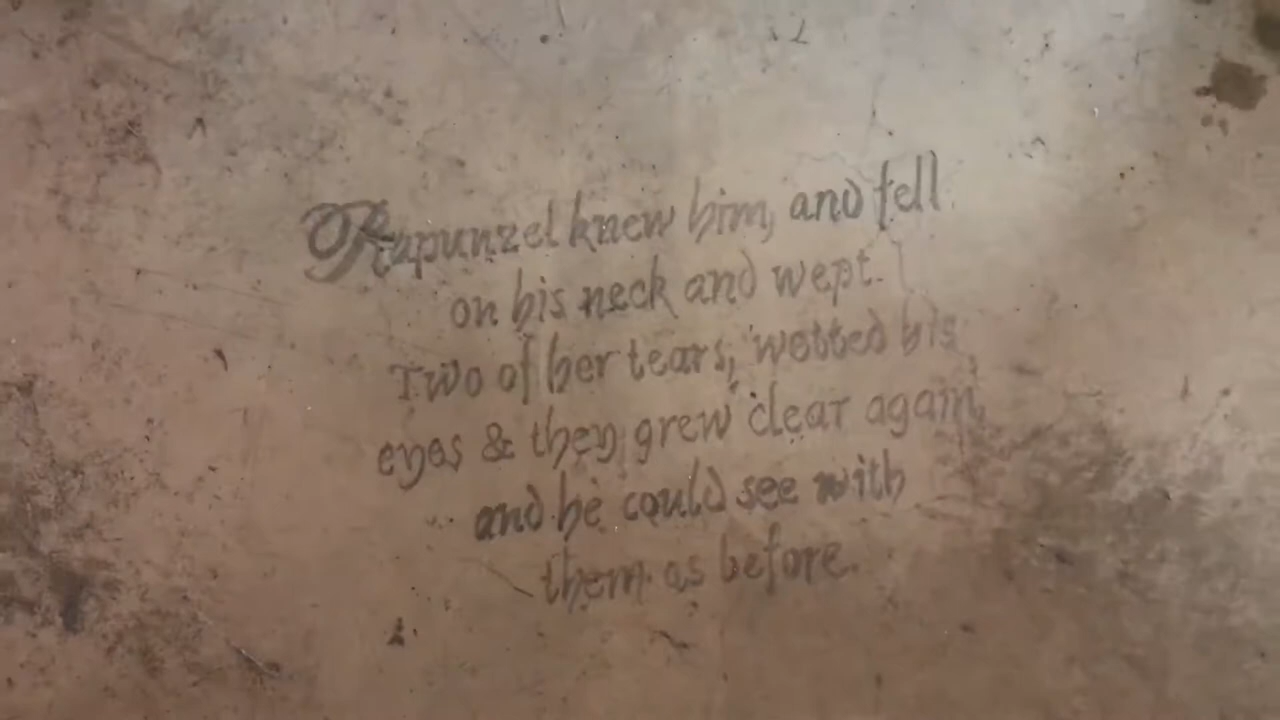 Rapunzel knew him, and fell
on his neck and wept.
Two of her tears, wetted his
eyes & they grew clear again,
and he could see with
them as before.